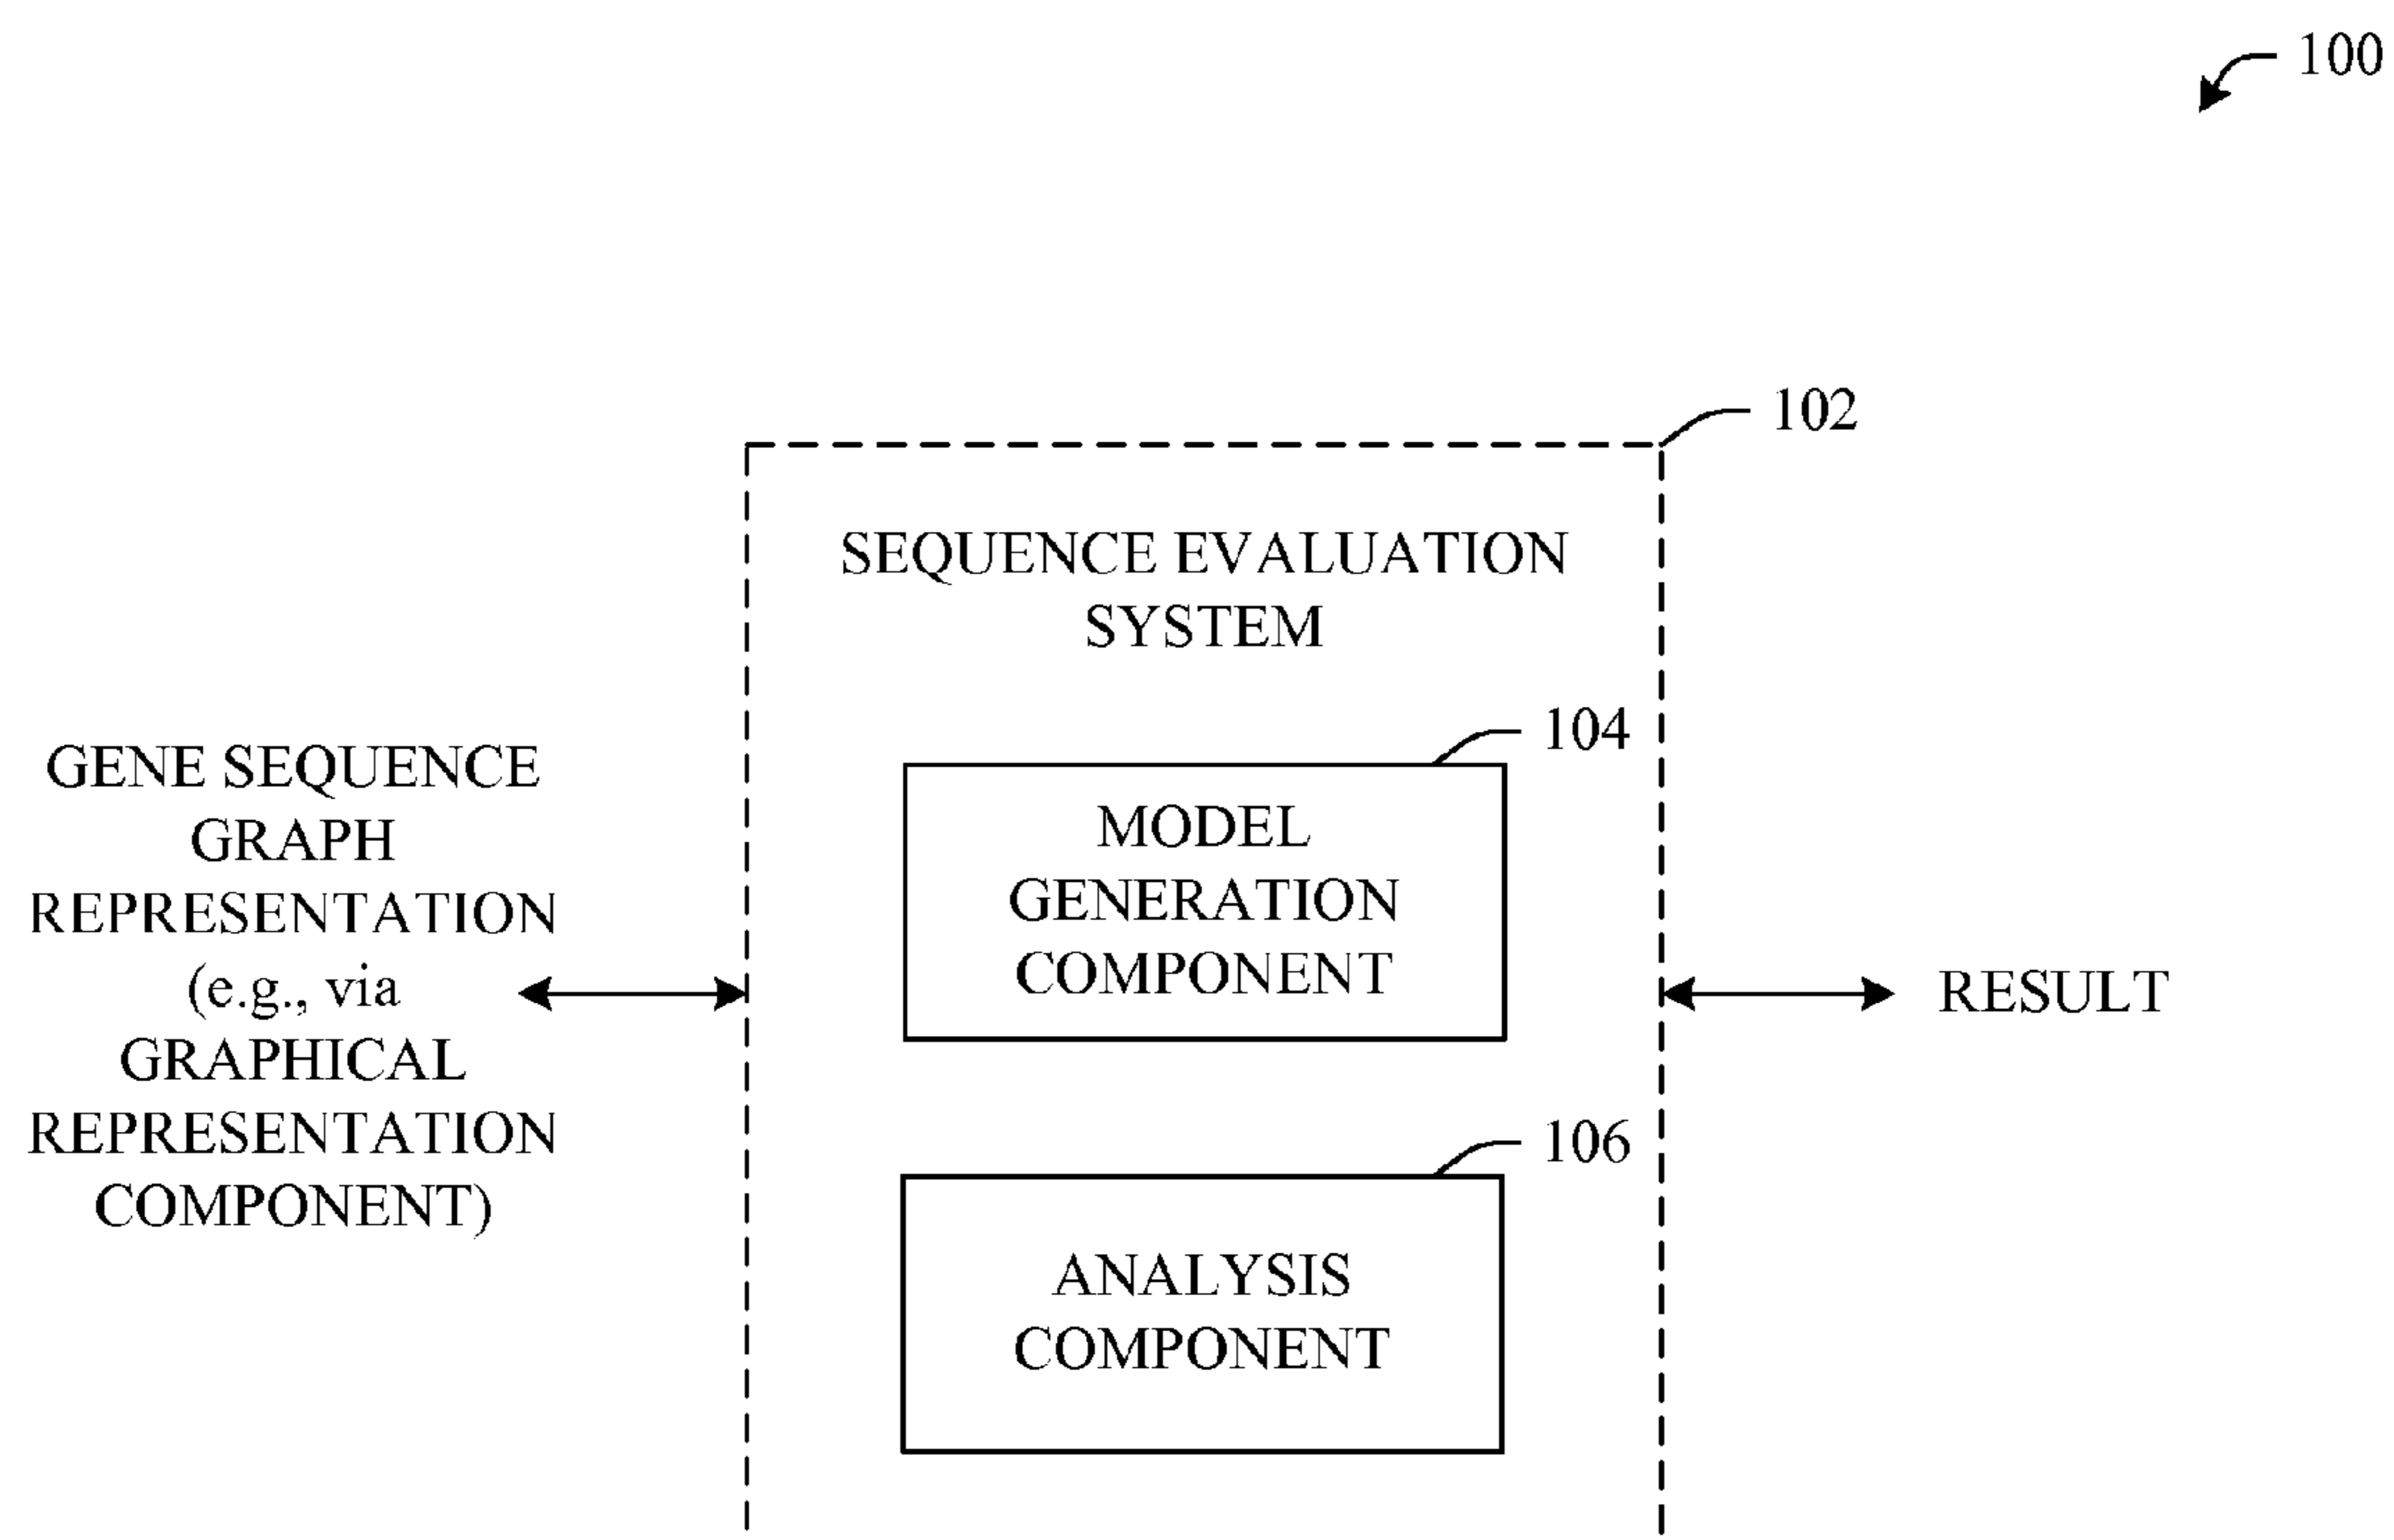 100
102
SEQUENCE EVALUATION
SYSTEM
104
MODEL
GENERATION
COMPONENT
GENE SEQUENCE
GRAPH
REPRESENTATION
(e.g., via
GRAPHICAL
REPRESENTATION
COMPONENT)
RESULT
106
ANALYSIS
COMPONENT